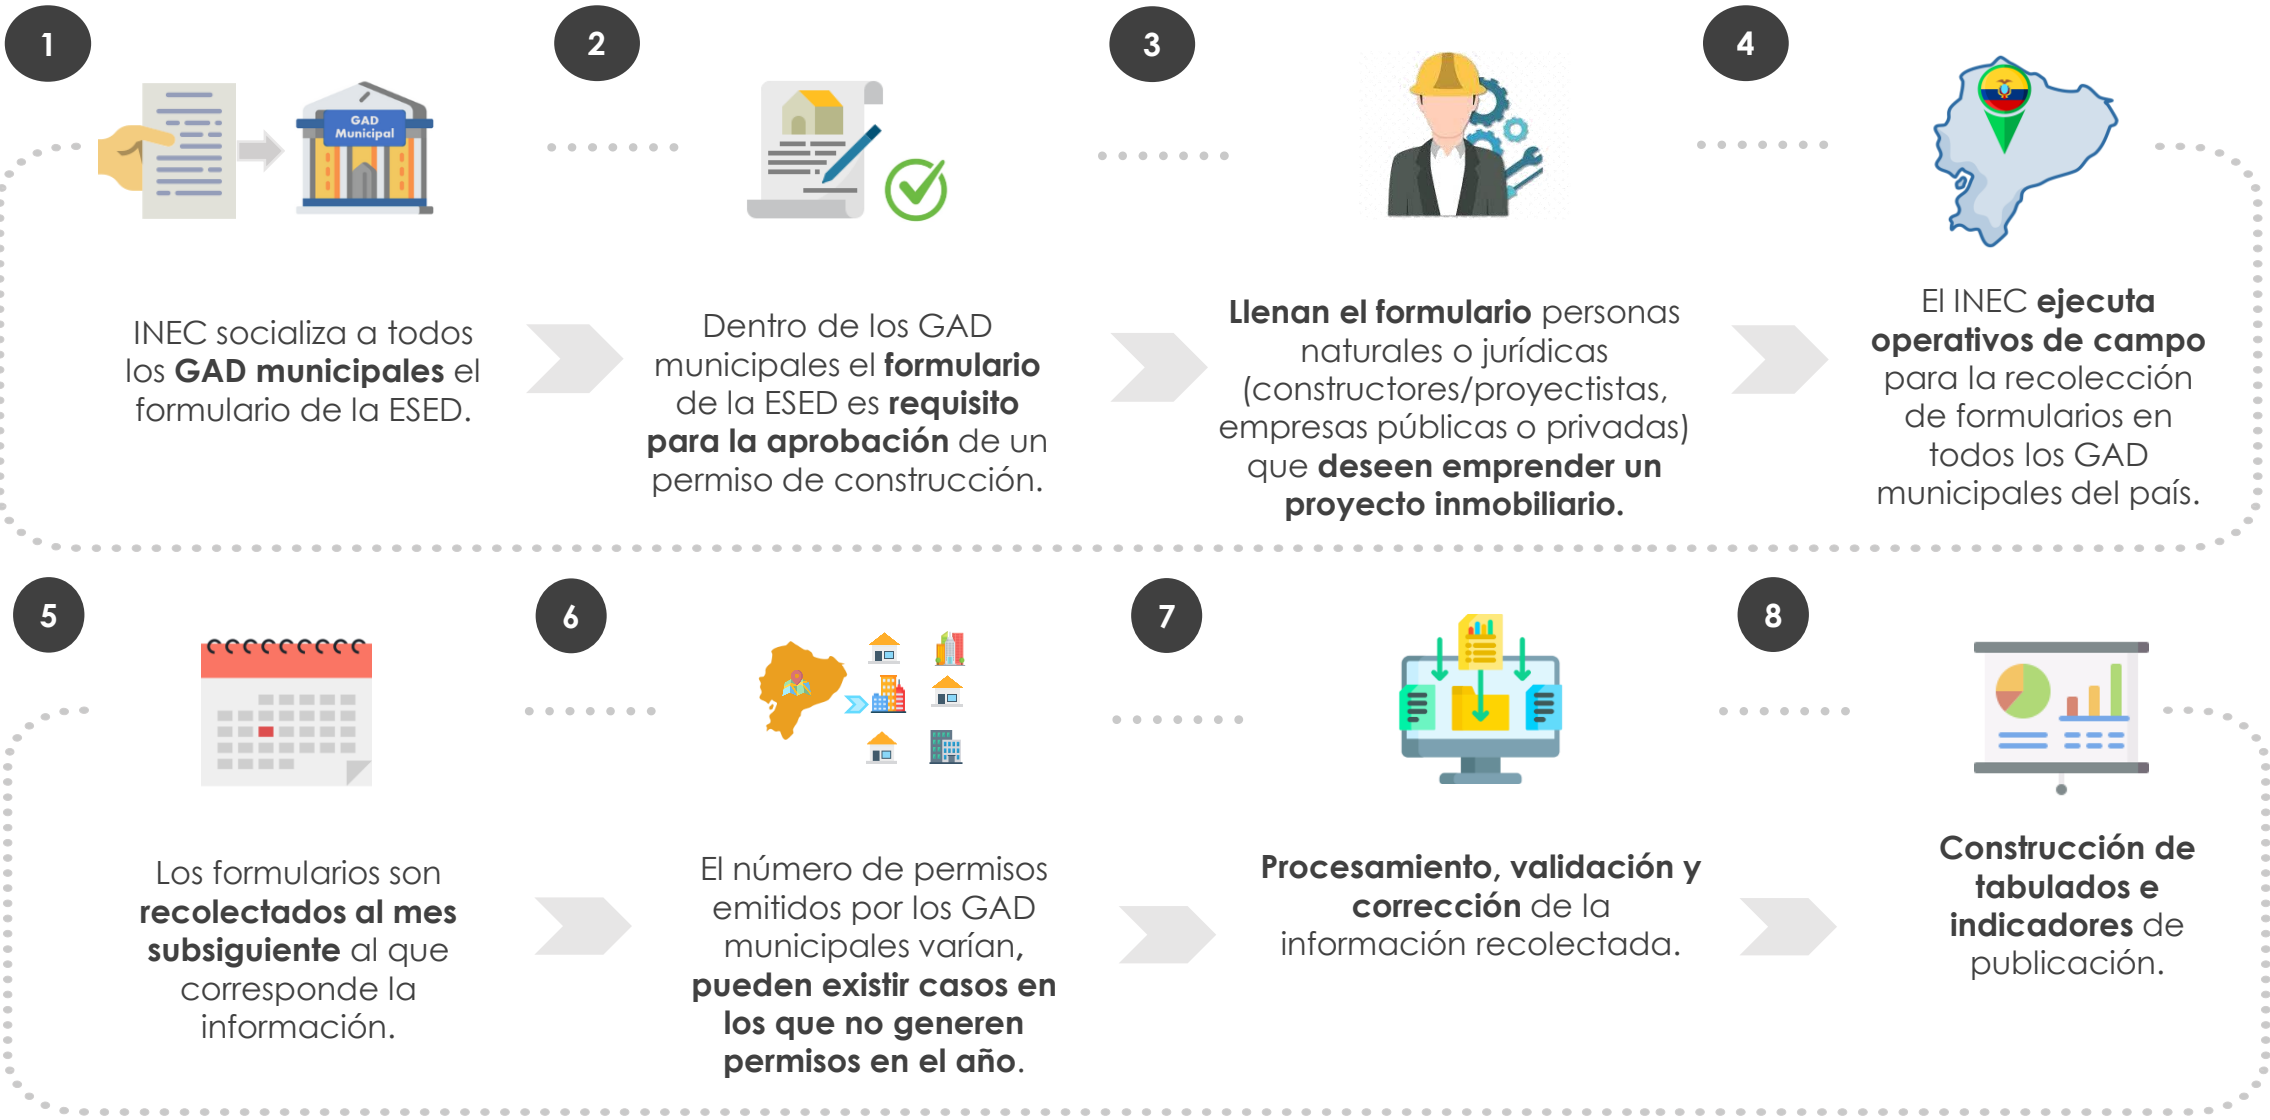 1
GAD
Municipal
INEC socializa a todos
los GAD municipales el
formulario de la ESED.
2
Dentro de los GAD
municipales el formulario
de la ESED es requisito
para la aprobación de un
permiso de construcción.
3
Llenan el formulario personas
naturales o jurídicas
(constructores/proyectistas,
empresas públicas o privadas)
que deseen emprender un
proyecto inmobiliario.
4
El INEC ejecuta
operativos de campo
para la recolección
de formularios en
todos los GAD
municipales del país.
5
Los formularios son
recolectados al mes
subsiguiente al que
corresponde la
información.
6
El número de permisos
emitidos por los GAD
municipales varían,
pueden existir casos en
los que no generen
permisos en el año.
7
Procesamiento, validación y
corrección de la
información recolectada.
8
Construcción de
tabulados e
indicadores de
publicación.